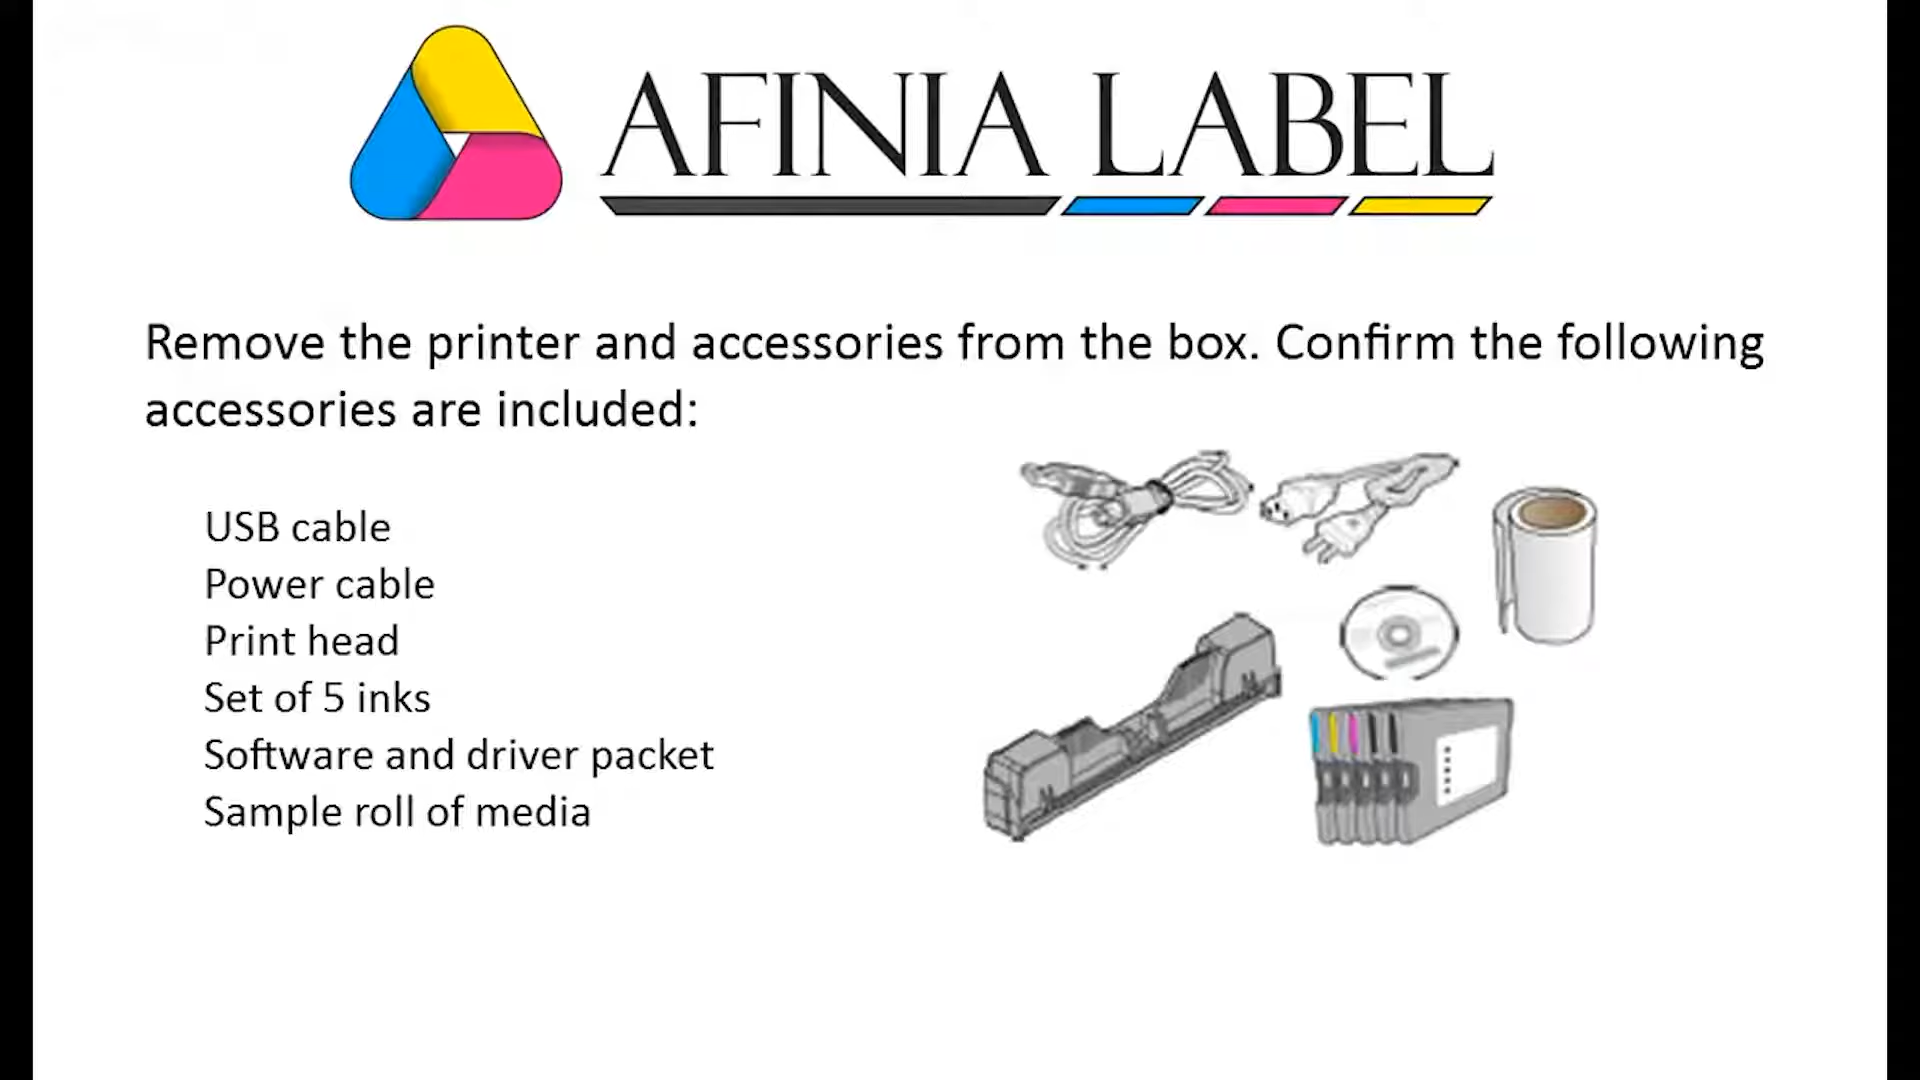 AFINIA LABEL
Remove the printer and accessories from the box. Confirm the following
accessories are included:
USB cable
Power cable
Print head
Set of 5 inks
Software and driver packet
Sample roll of media